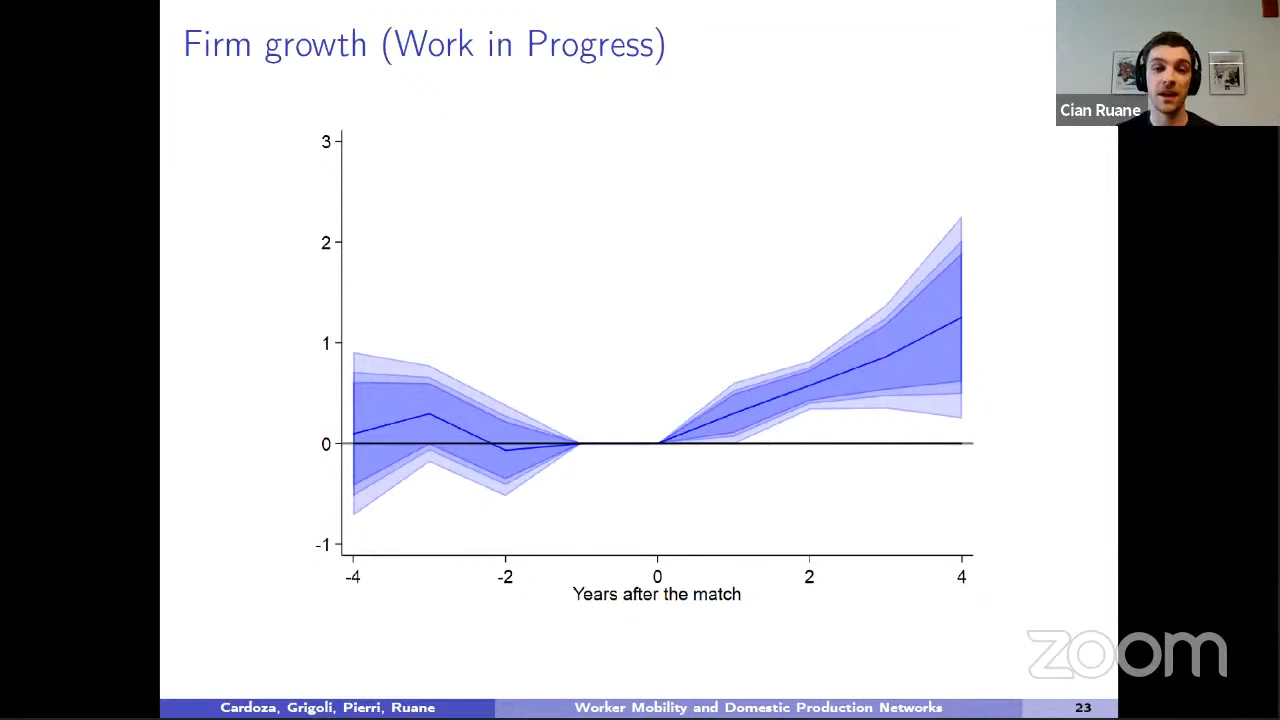 Firm growth (Work in Progress)
Cian Ruane
3
2
1
0
-1
-4
-2
0
2
4
Years after the match
zoom
Cardoza, Grigoli, Pierri, Ruane
Worker Mobility and Domestic Production Networks
23